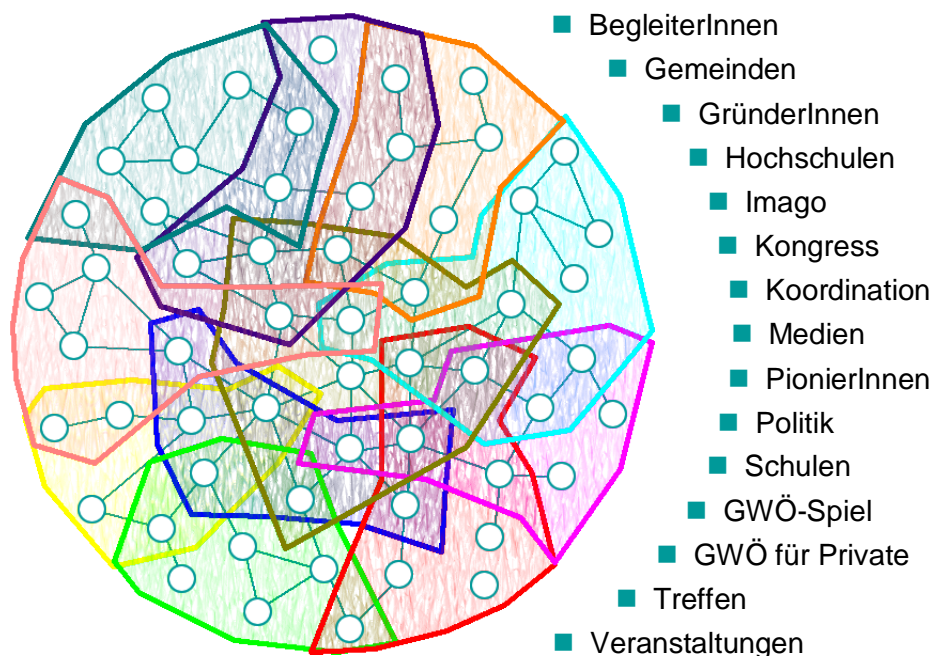 BegleiterInnen
Gemeinden
GründerInnen
Hochschulen
Imago
Kongress
Koordination
Medien
PionierInnen
Politik
Schulen
GWÖ-Spiel
GWÖ für Private
Treffen
Veranstaltungen